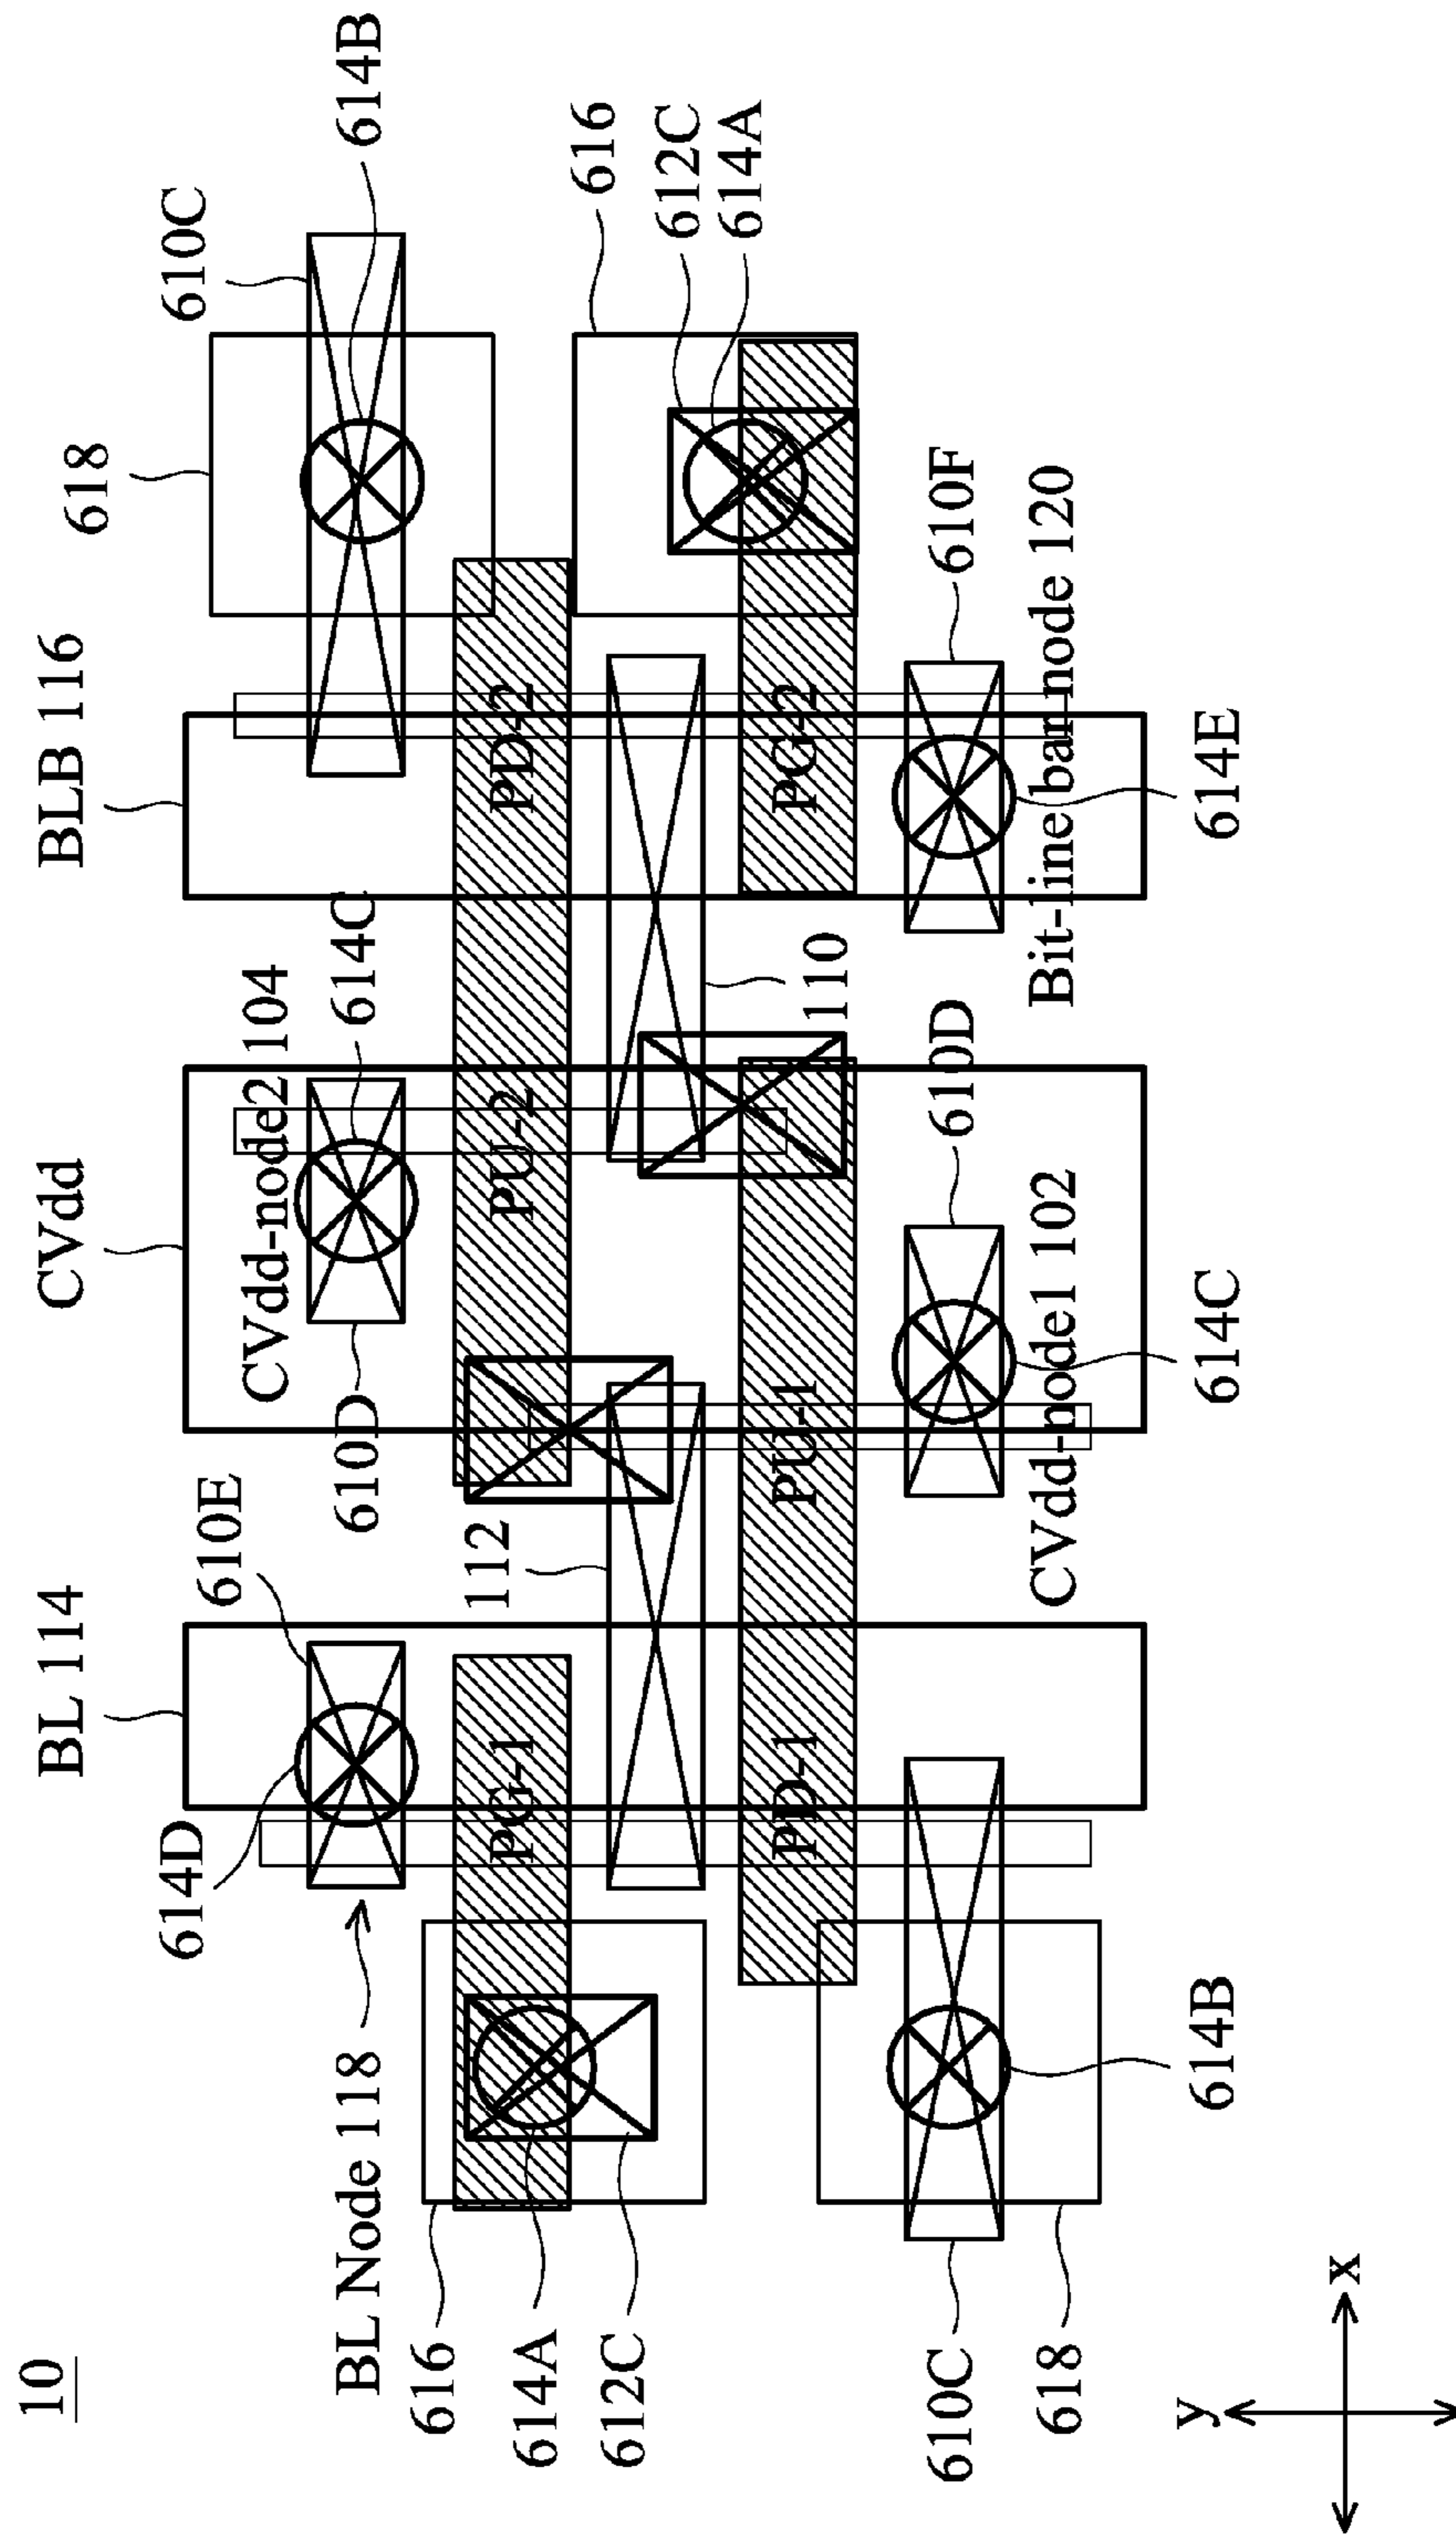 10
BL 114
CVdd
BLB 116
618
610C
614B
614D
610E
610D
CVdd-node2 104
614C
BL Node 118
616
614A
612C
PG-1
112
PU-2
PD-2
616
612C
614A
PD-1
PU-1
110
PG-2
610C
618
614B
CVdd-node1 102
614C
610D
Bit-line bar node 120
610F
614E
y
x